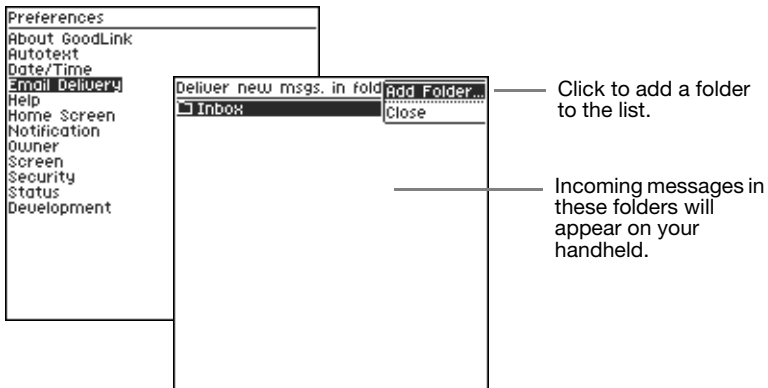 Preferences
About GoodLink
Autotext
Date/Time
Email Delivery
Help
Home Screen
Notification
Owner
Screen
Security
Status
Development
Deliver new msgs. in fold
Inbox
Add Folder...
Close
Click to add a folder
to the list.
Incoming messages in
these folders will
appear on your
handheld.